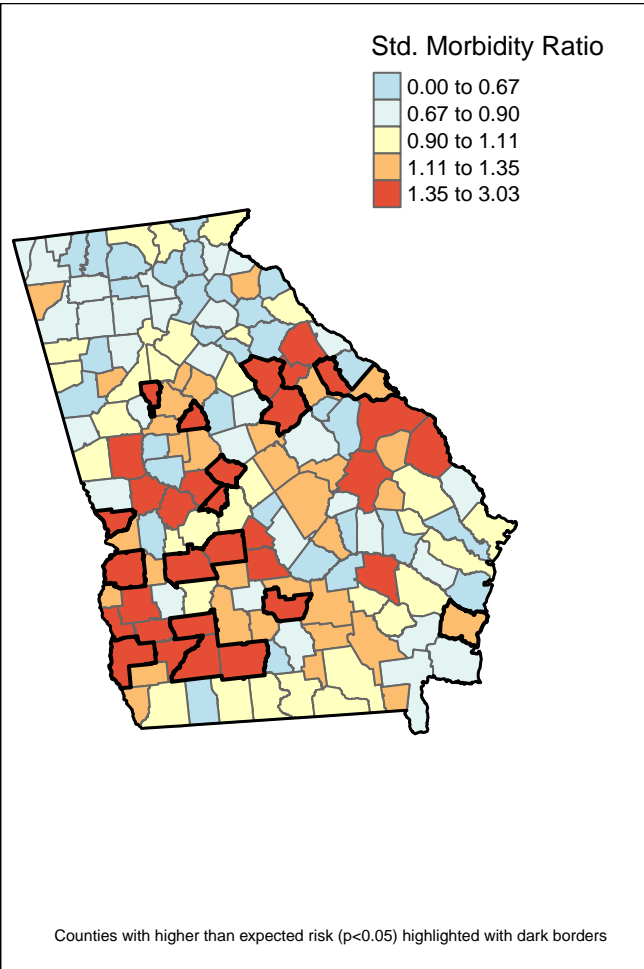 Std. Morbidity Ratio
0.00 to 0.67
0.67 to 0.90
0.90 to 1.11
1.11 to 1.35
1.35 to 3.03
Counties with higher than expected risk (p<0.05) highlighted with dark borders